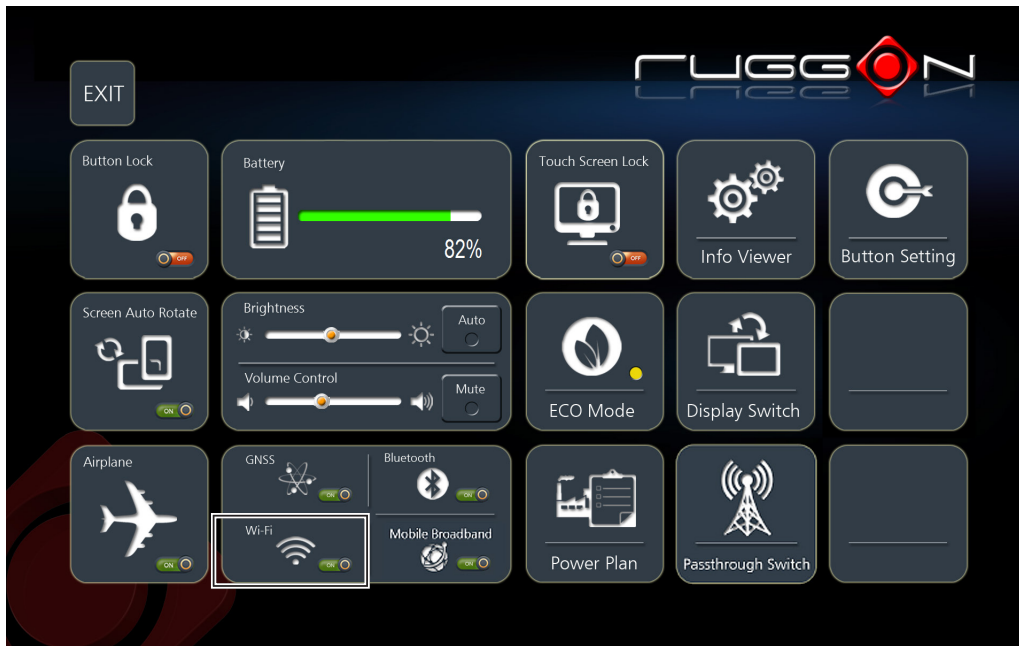 RUGGON
EXIT
Button Lock
OFF
Battery
82%
Touch Screen Lock
OFF
Info Viewer
Button Setting
Screen Auto Rotate
ON
Brightness
Auto
Volume Control
Mute
ECO Mode
Display Switch
Airplane
ON
GNSS
ON
Bluetooth
ON
Wi-Fi
ON
Mobile Broadband
ON
Power Plan
Passthrough Switch